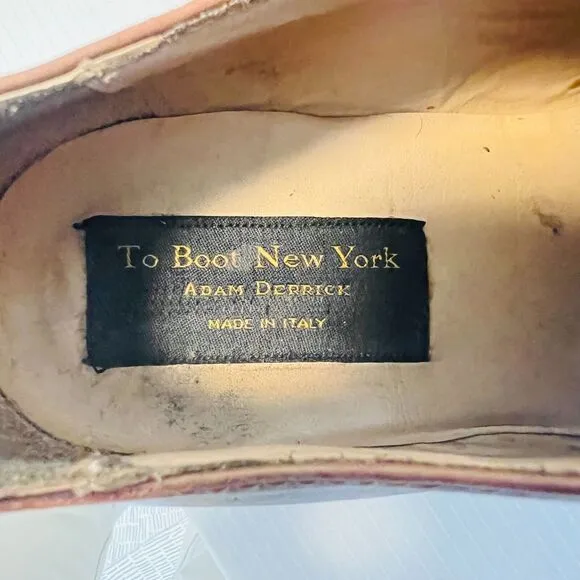 To Boot New York
ADAM DERRICK
MADE IN ITALY